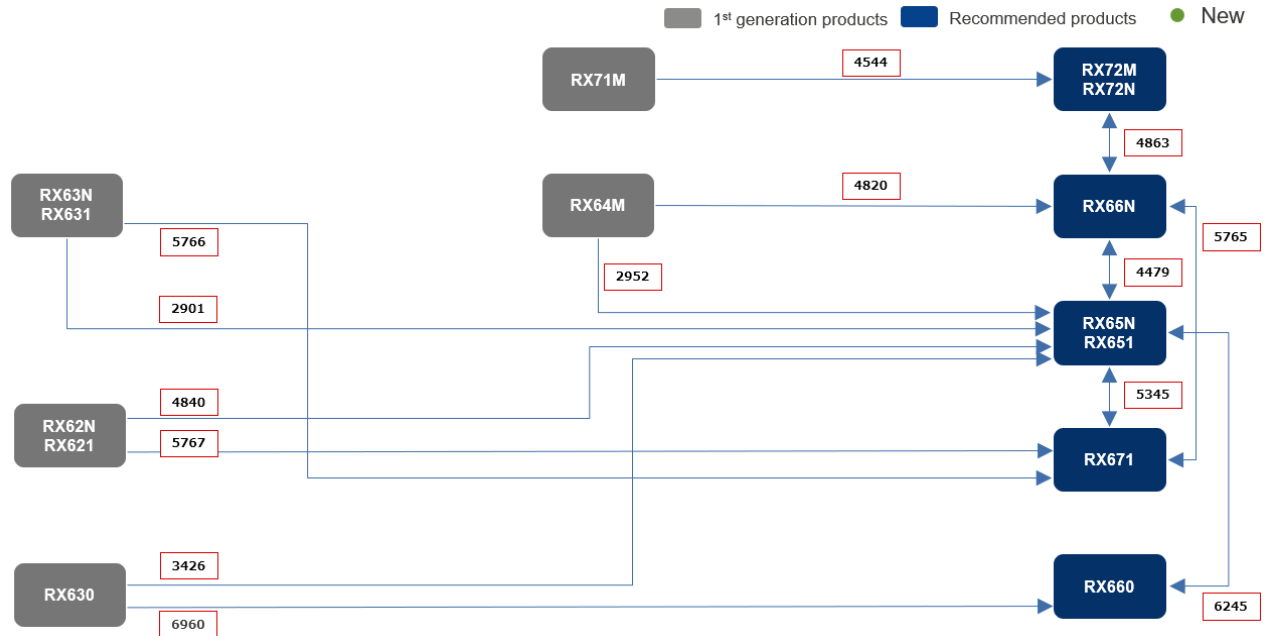 1st generation products
Recommended products
New
RX71M
4544
RX72M
RX72N
4863
RX63N
RX631
RX64M
4820
RX66N
5766
5765
2952
4479
2901
RX65N
RX651
4840
5345
RX62N
RX621
5767
RX671
3426
RX630
RX660
6960
6245